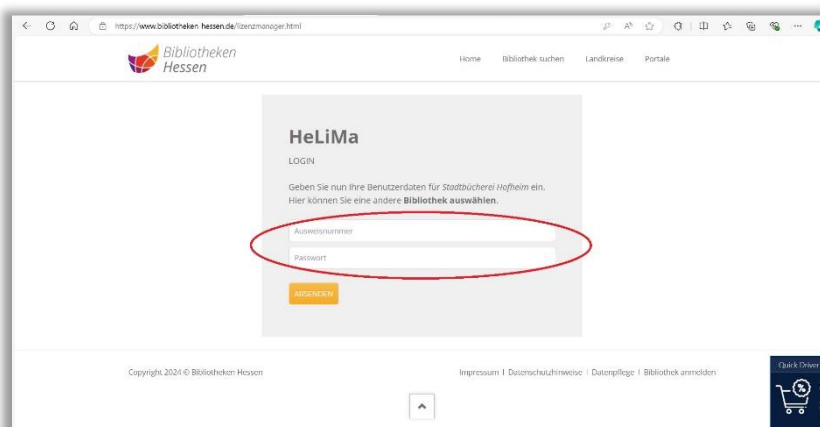 https://www.bibliotheken-hessen.de/lizenzmanager.html
Bibliotheken
Hessen
Home Bibliothek suchen Landkreise Portale
HeLiMa
LOGIN
Geben Sie nun Ihre Benutzerdaten für Stadtbücherei Hofheim ein.
Hier können Sie eine andere Bibliothek auswählen.
Ausweisnummer
Passwort
ABSENDEN
Copyright 2024 © Bibliotheken Hessen Impressum | Datenschutzhinweise | Datenpflege | Bibliothek anmelden
Quick Driver